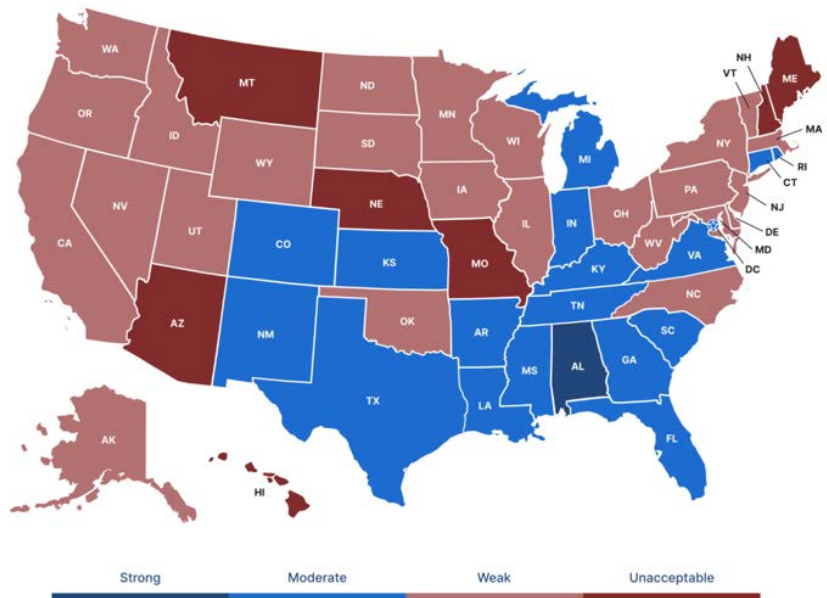 WA
MT
ND
MN
OR
ID
SD
WI
WY
MI
NH
VT
ME
NY
MA
RI
CT
NV
UT
CA
NE
IA
CO
IL
IN
OH
PA
NJ
DE
MD
DC
WV
VA
KS
MO
KY
AZ
NM
OK
AR
TN
NC
SC
TX
LA
MS
AL
GA
FL
AK
HI
Strong Moderate Weak Unacceptable